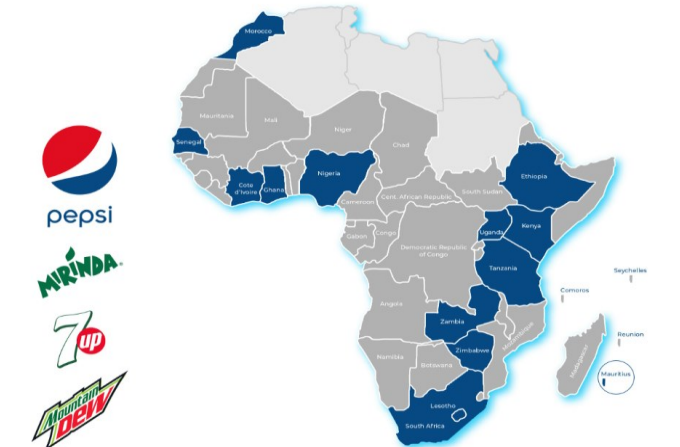 Morocco
Mauritania
Mali
Niger
Chad
Senegal
Nigeria
Cote
d'Ivoire
Ghana
Cameroon
Cent. African Republic
South Sudan
Ethiopia
Gabon
Congo
Uganda
Kenya
Democratic Republic
of Congo
Tanzania
Seychelles
Comoros
Angola
Zambia
Mozambique
Zimbabwe
Madagascar
Reunion
Namibia
Botswana
Mauritius
Lesotho
South Africa
pepsi
MIRINDA
7up
Mountain
DEW